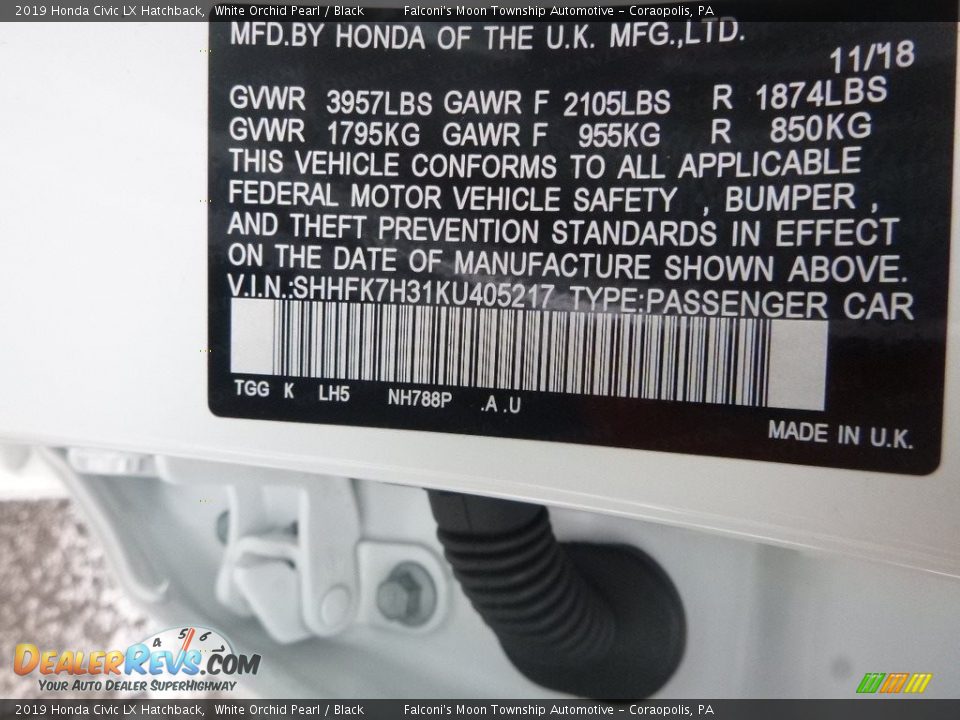 2019 Honda Civic LX Hatchback, White Orchid Pearl / Black Falconi's Moon Township Automotive - Coraopolis, PA
MFD.BY HONDA OF THE U.K. MFG.,LTD.
11/'18
GVWR 3957LBS GAWR F 2105LBS R 1874LBS
GVWR 1795KG GAWR F 955KG R 850KG
THIS VEHICLE CONFORMS TO ALL APPLICABLE
FEDERAL MOTOR VEHICLE SAFETY , BUMPER ,
AND THEFT PREVENTION STANDARDS IN EFFECT
ON THE DATE OF MANUFACTURE SHOWN ABOVE.
V.I.N.:SHHFK7H31KU405217 TYPE:PASSENGER CAR
TGG K LH5 NH788P .A .U
MADE IN U.K.
4 5 6
DEALERREVS.COM
YOUR AUTO DEALER SUPERHIGHWAY
2019 Honda Civic LX Hatchback, White Orchid Pearl / Black Falconi's Moon Township Automotive - Coraopolis, PA